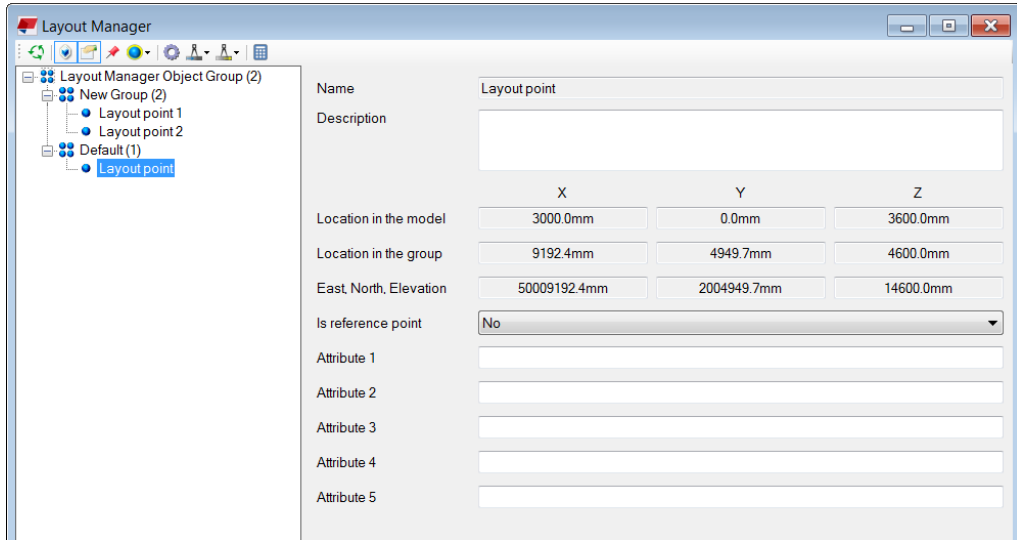 Layout Manager
Layout Manager Object Group (2)
New Group (2)
Layout point 1
Layout point 2
Default (1)
Layout point
Name Layout point
Description
X Y Z
Location in the model 3000.0mm 0.0mm 3600.0mm
Location in the group 9192.4mm 4949.7mm 4600.0mm
East, North, Elevation 50009192.4mm 2004949.7mm 14600.0mm
Is reference point No
Attribute 1
Attribute 2
Attribute 3
Attribute 4
Attribute 5